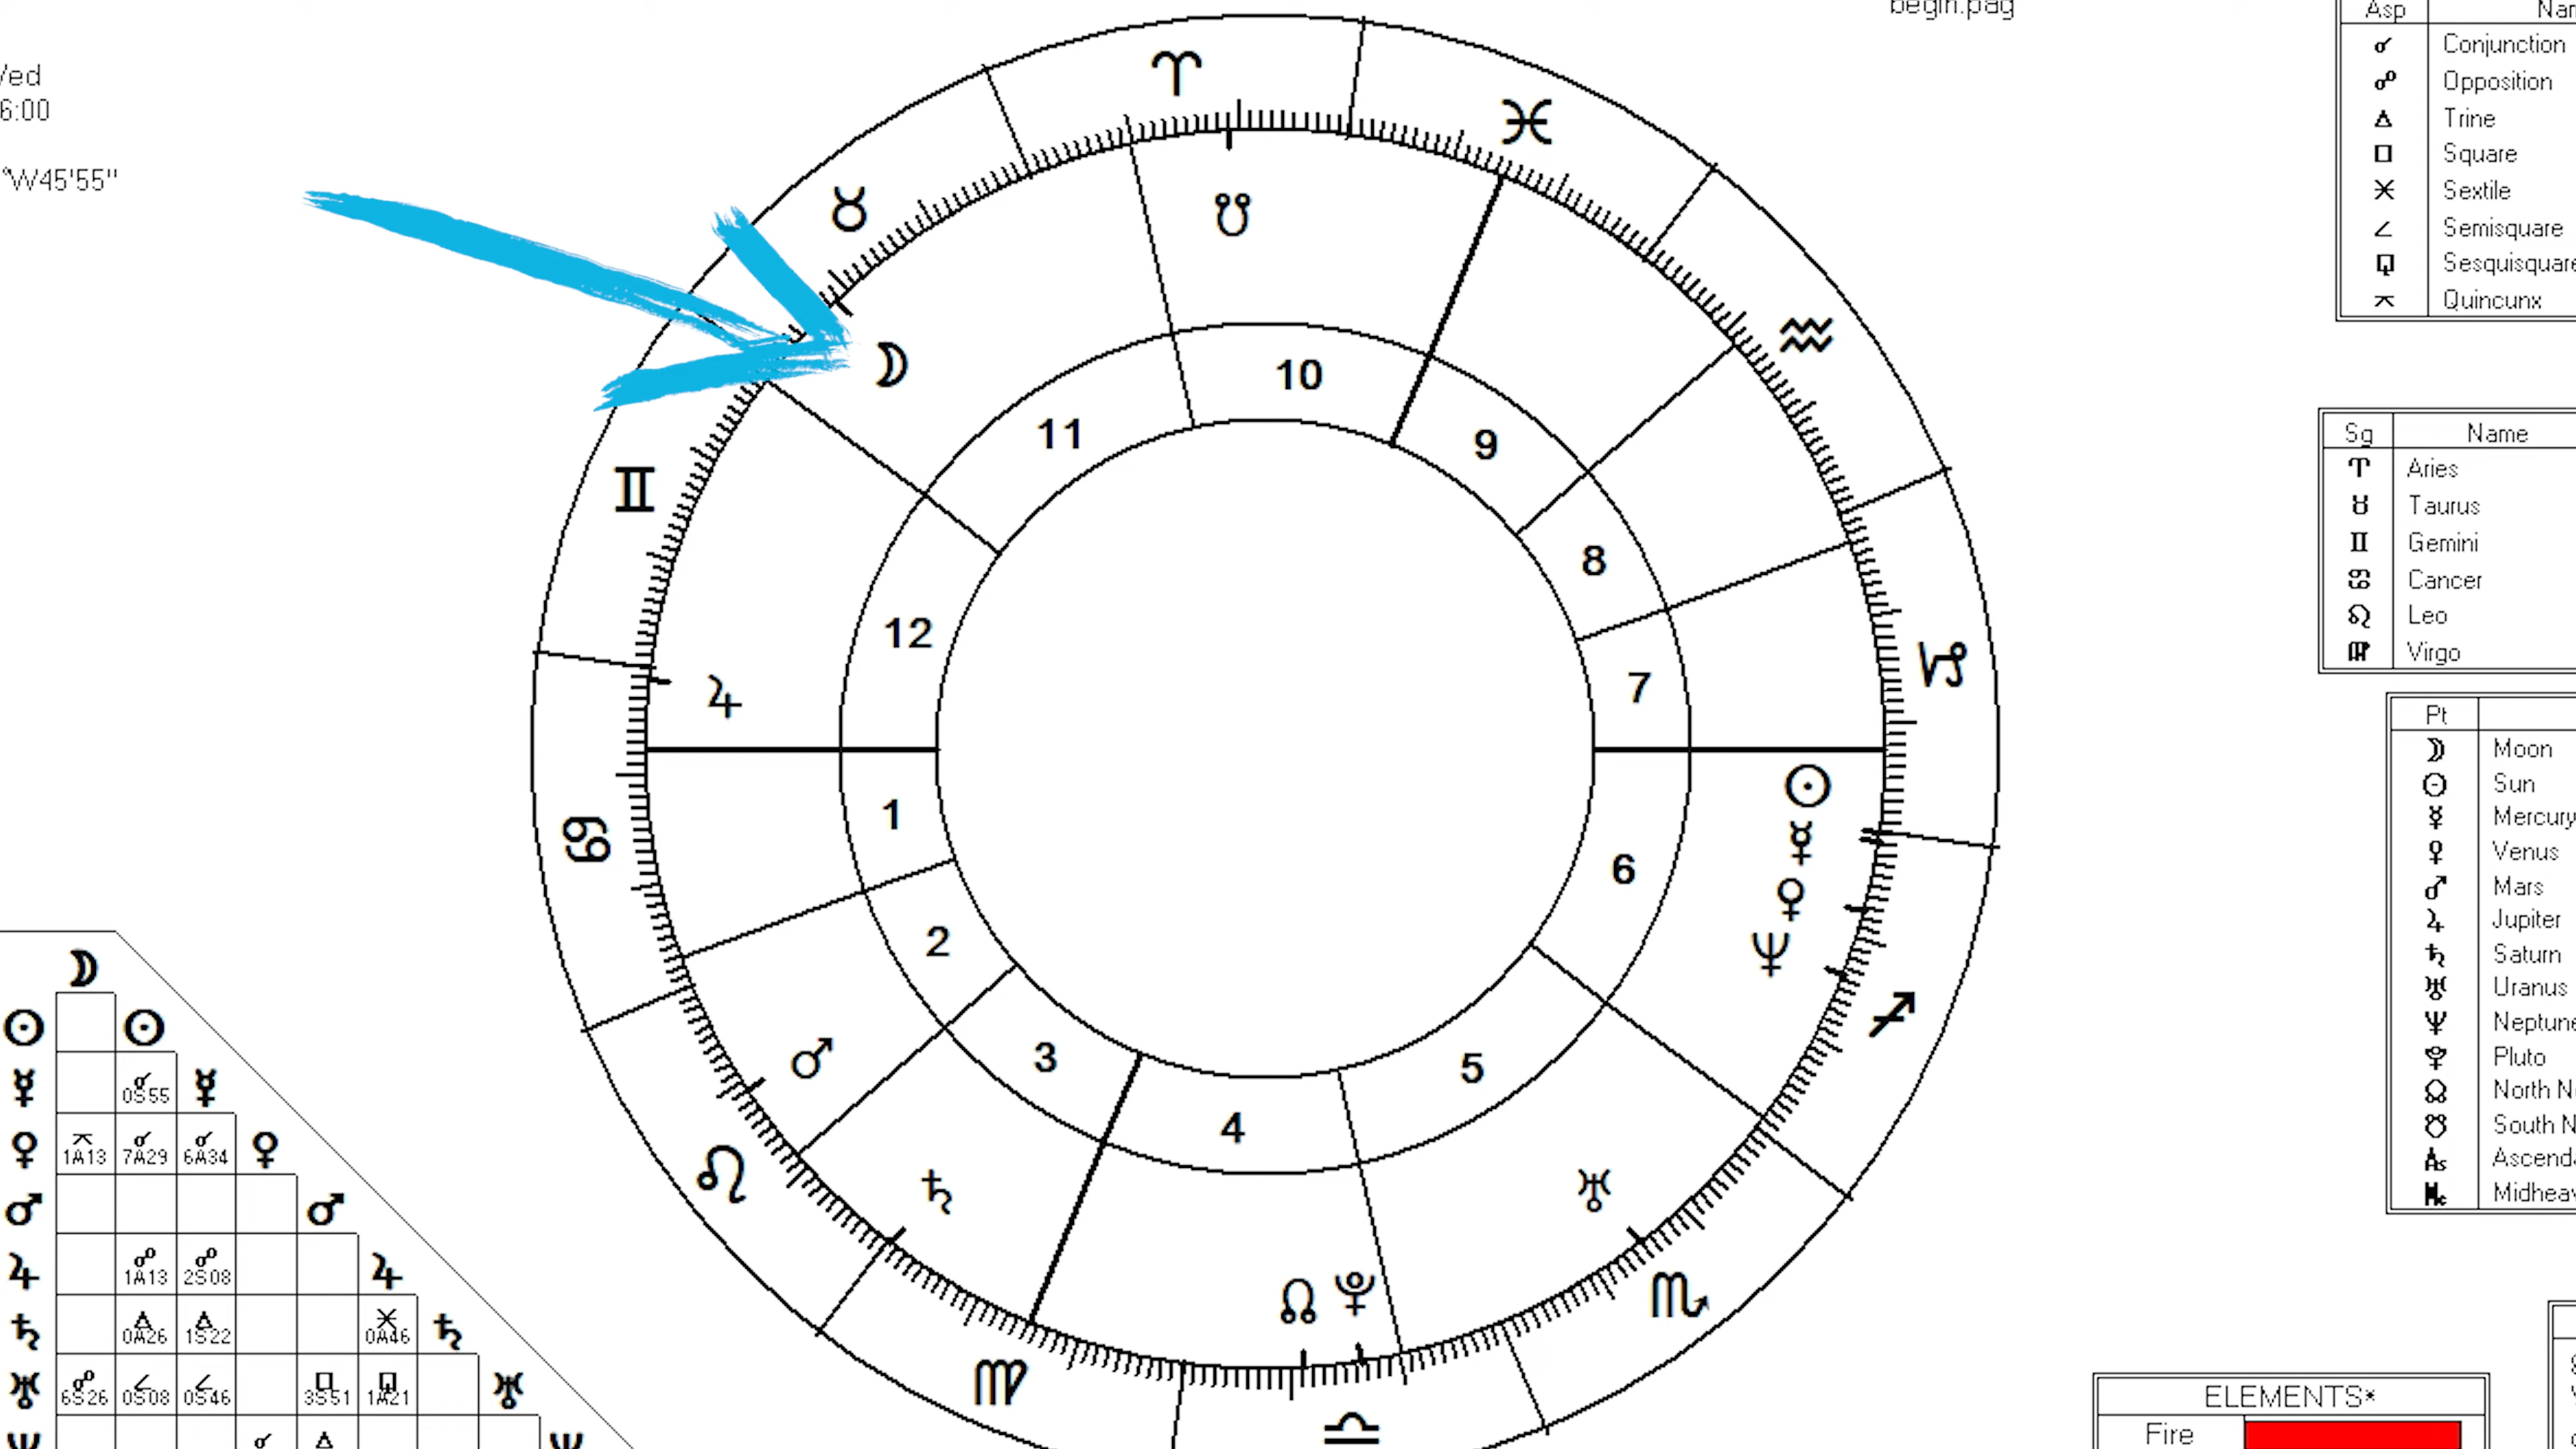 begin.pag
6:00
°W45'55"
Asp
Conjunction
Opposition
Trine
Square
Sextile
Semisquare
Quincunx
Sg Name
♈ Aries
♉ Taurus
♊ Gemini
♋ Cancer
♌ Leo
♍ Virgo
Pt
☽ Moon
☉ Sun
☿ Mercury
♀ Venus
♂ Mars
♃ Jupiter
♄ Saturn
♅ Uranus
♆ Neptune
♇ Pluto
☊ North
☋ South
10
11
9
8
12
7
1
6
2
3
5
4
0S55
1A13 7A29 6A34
1A13 2S08
0A26 1S22 0A46
6S26 0S08 0S46 3S51 1A21
ELEMENTS*
Fire